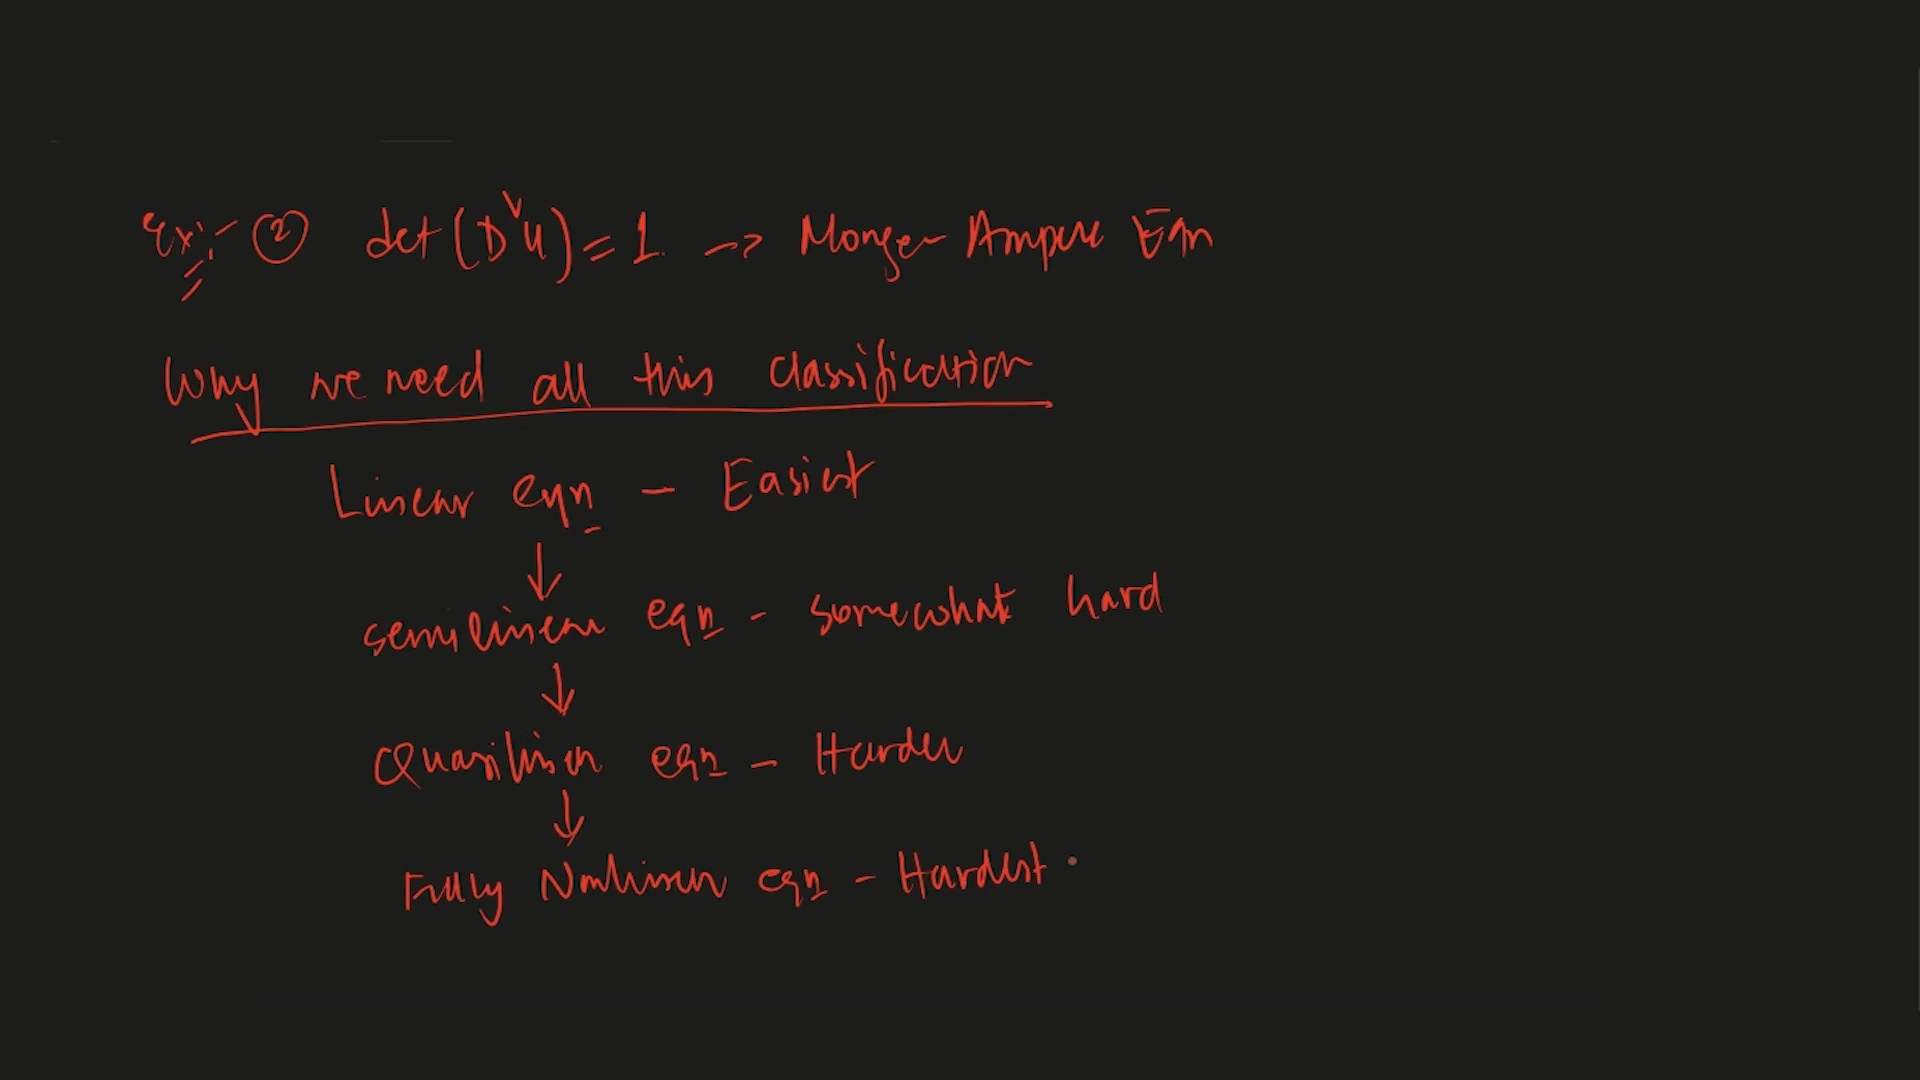 Ex:- ② det(D²u) = 1. → Monge-Ampere Eqn
Why we need all this classification
Linear eqn - Easiest
↓
semilinear eqn - somewhat hard
↓
Quasilinear eqn - Harder
↓
Fully Nonlinear eqn - Hardest.